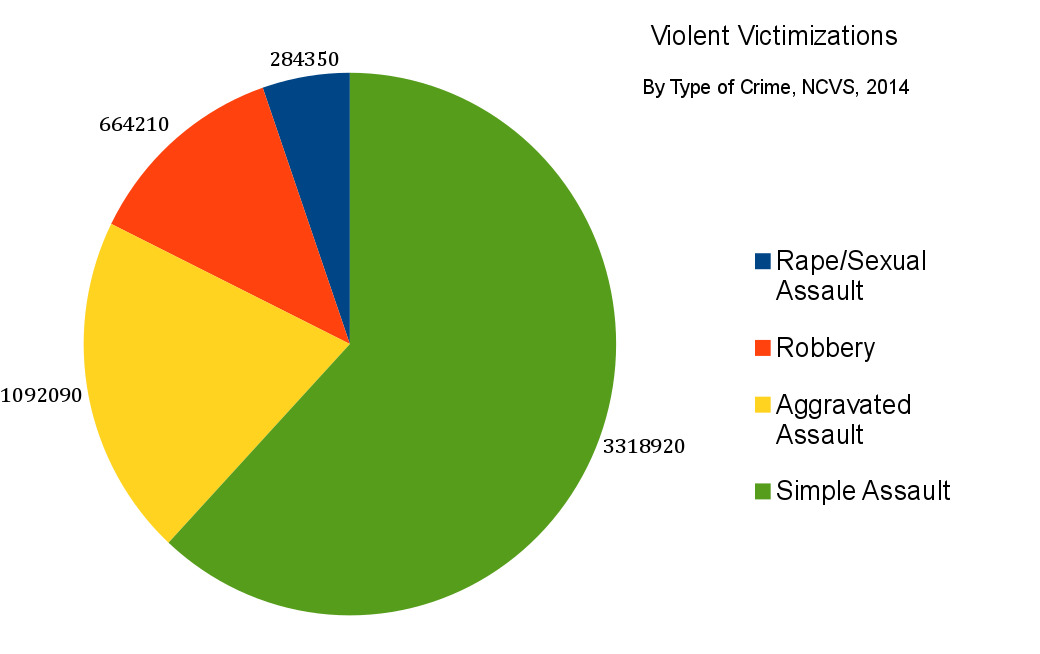 Violent Victimizations
By Type of Crime, NCVS, 2014
284350
664210
1092090
3318920
Rape/Sexual
Assault
Robbery
Aggravated
Assault
Simple Assault